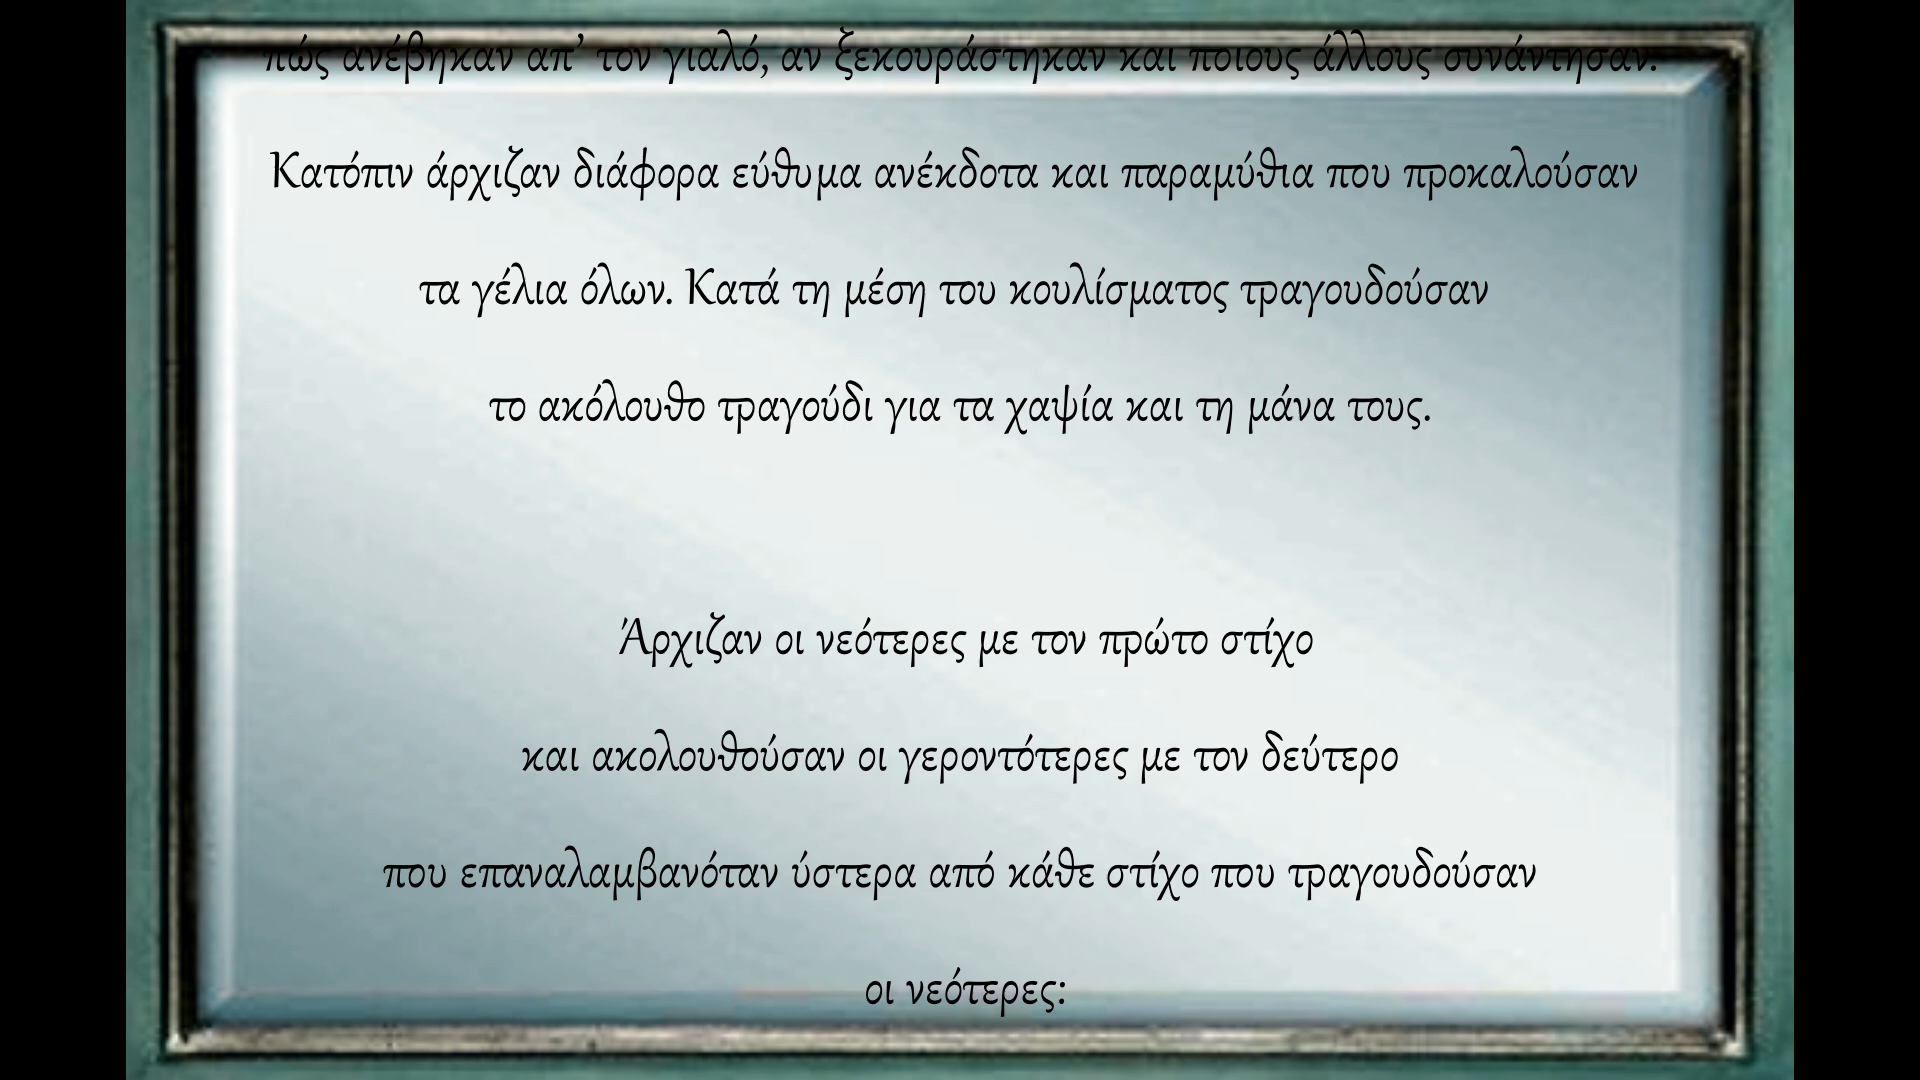 πώς ανέβηκαν απ’ τον γιαλό, αν ξεκουράστηκαν και ποιους άλλους συνάντησαν.
Κατόπιν άρχιζαν διάφορα εύθυμα ανέκδοτα και παραμύθια που προκαλούσαν
τα γέλια όλων. Κατά τη μέση του κουλίσματος τραγουδούσαν
το ακόλουθο τραγούδι για τα χαψία και τη μάνα τους.
Άρχιζαν οι νεότερες με τον πρώτο στίχο
και ακολουθούσαν οι γεροντότερες με τον δεύτερο
που επαναλαμβανόταν ύστερα από κάθε στίχο που τραγουδούσαν
οι νεότερες: